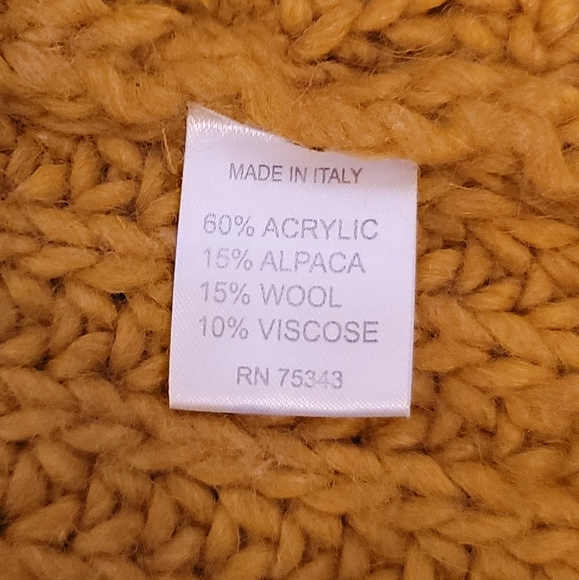 MADE IN ITALY
60% ACRYLIC
15% ALPACA
15% WOOL
10% VISCOSE
RN 75343